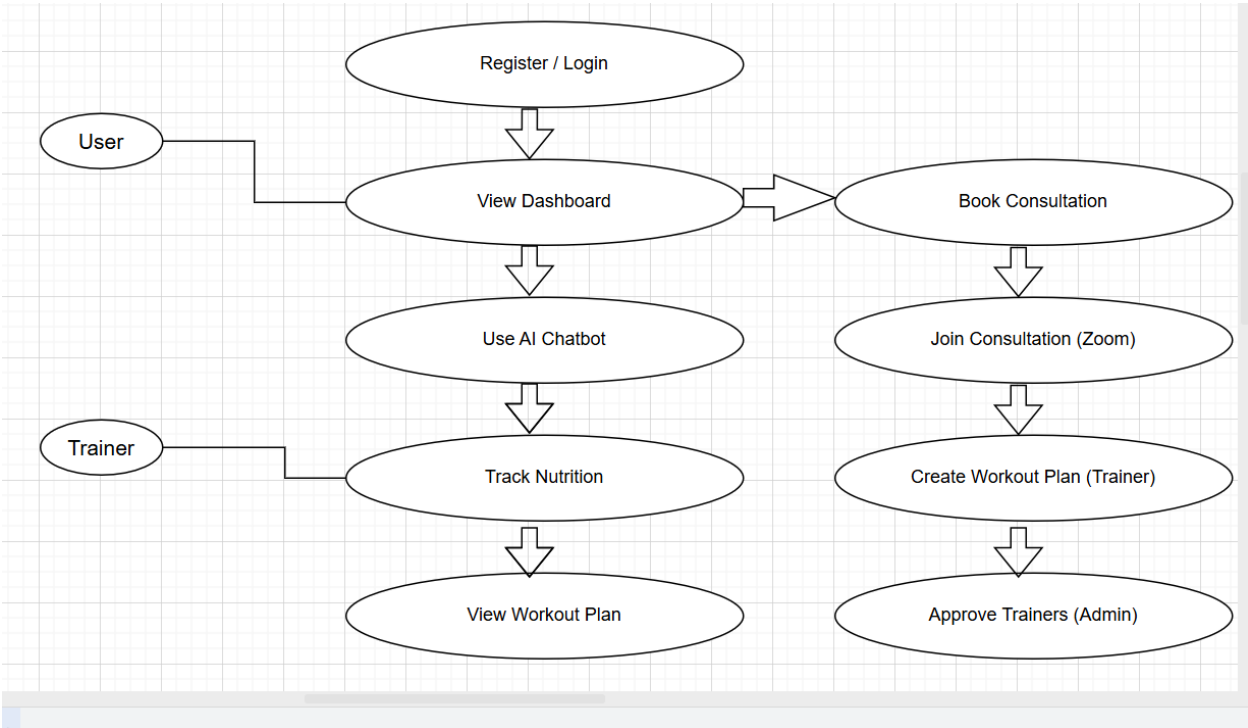 Register / Login
User
View Dashboard
Book Consultation
Use AI Chatbot
Join Consultation (Zoom)
Trainer
Track Nutrition
Create Workout Plan (Trainer)
View Workout Plan
Approve Trainers (Admin)